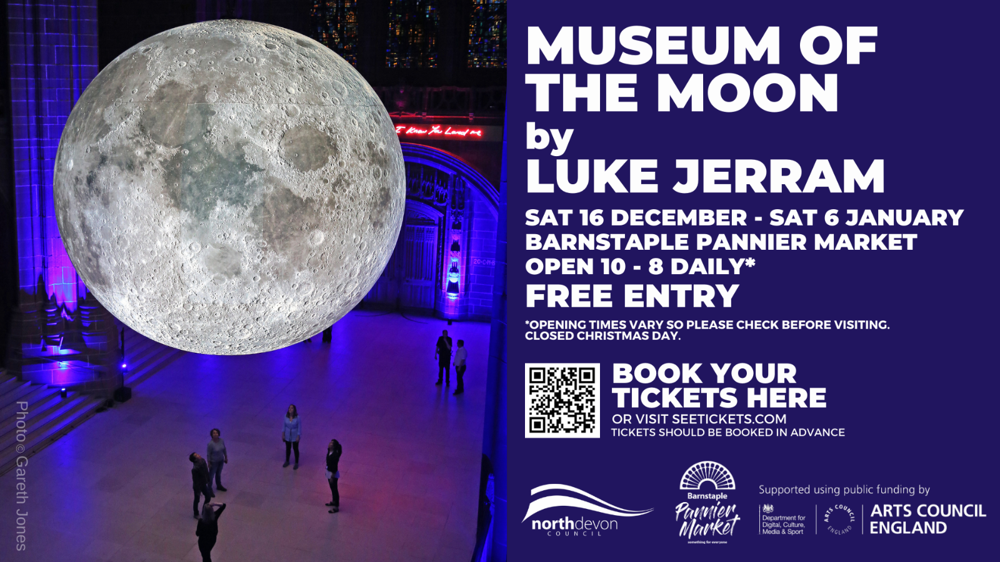 I Know You Loved me
20-C+M-B
Photo © Gareth Jones
MUSEUM OF
THE MOON
by
LUKE JERRAM
SAT 16 DECEMBER - SAT 6 JANUARY
BARNSTAPLE PANNIER MARKET
OPEN 10 - 8 DAILY*
FREE ENTRY
*OPENING TIMES VARY SO PLEASE CHECK BEFORE VISITING.
CLOSED CHRISTMAS DAY.
BOOK YOUR
TICKETS HERE
OR VISIT SEETICKETS.COM
TICKETS SHOULD BE BOOKED IN ADVANCE
northdevon
COUNCIL
Barnstaple
Pannier
Market
something for everyone
Supported using public funding by
Department for
Digital, Culture,
Media & Sport
ARTS COUNCIL
ENGLAND
ARTS COUNCIL
ENGLAND